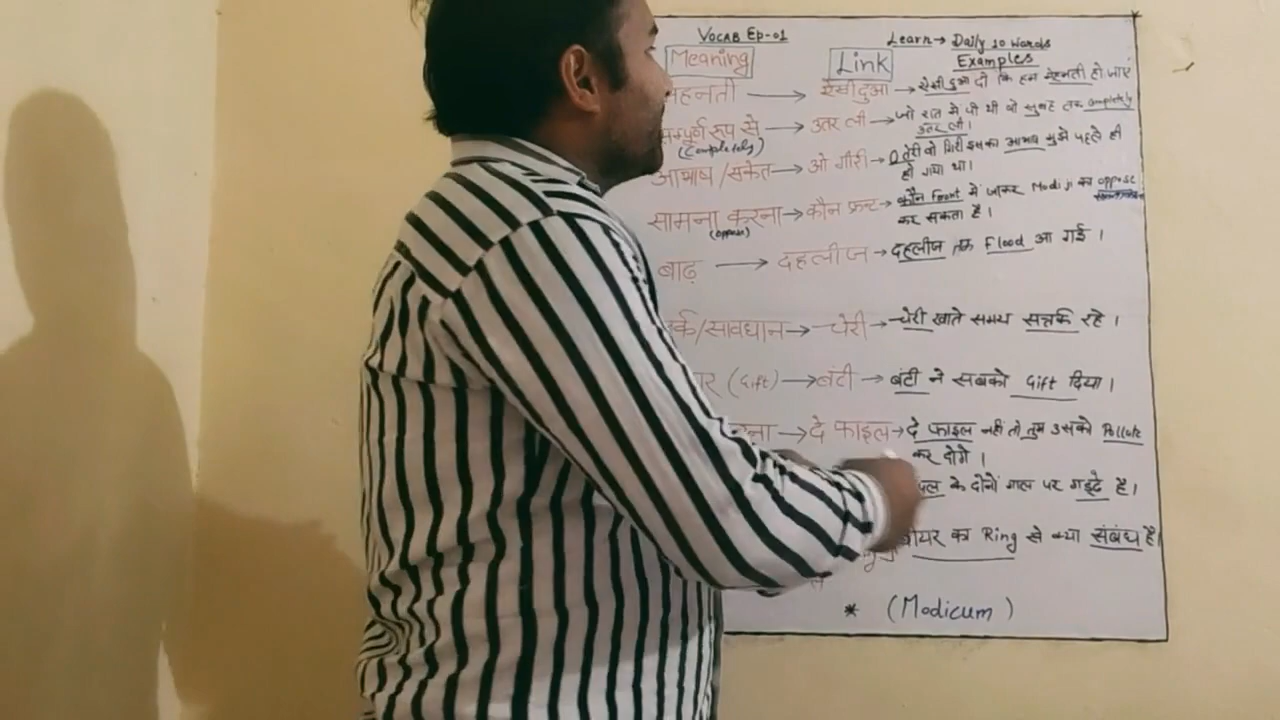 VOCAB EP-01
Learn → Daily 10 Words
Meaning Link Examples
मेहनती → ऐसीदुआ → ऐसी दुआ दो कि हम मेहनती हो जाएं
सम्पूर्ण रूप से → उतर ली → जो रात में पी थी वो सुबह तक completely
(Completely) उतर ली।
आभाष /संकेत → ओ गौरी → तेरी वो गिरी इसका आभाष मुझे पहले ही
हो गया था।
सामना करना → कौन फ्रन्ट → कौन Front में जाकर Modi ji का oppose
(oppose) कर सकता है।
बाढ़ → दहलीज → दहलीज तक Flood आ गई।
र्क/सावधान → चेरी → चेरी खाते समय सतर्क रहे।
ार (Gift) → बंटी → बंटी ने सबको Gift दिया।
ना → दे फाइल → दे फाइल नहीं तो तुम उसको Pollute
कर दोगे।
के दोनों गाल पर गड्ढे है।
का Ring से क्या संबंध है
* (Modicum)